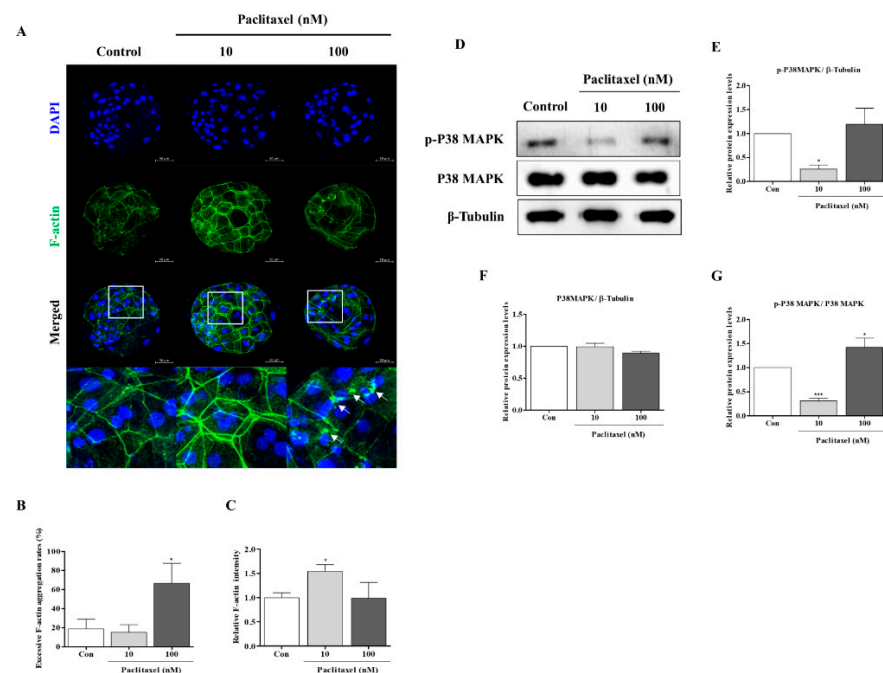 A
Paclitaxel (nM)
Control
10
100
DAPI
F-actin
Merged
B
Excessive F-actin aggregation rates (%)
100
80
60
40
20
0
*
Con
10
100
Paclitaxel (nM)
C
Relative F-actin intensity
2.0
1.5
1.0
0.5
0.0
*
Con
10
100
Paclitaxel (nM)
D
Paclitaxel (nM)
Control
10
100
p-P38 MAPK
P38 MAPK
β-Tubulin
E
p-P38MAPK/ β-Tubulin
Relative protein expression levels
2.0
1.5
1.0
0.5
0.0
*
Con
10
100
Paclitaxel (nM)
F
P38MAPK/ β-Tubulin
Relative protein expression levels
2.0
1.5
1.0
0.5
0.0
Con
10
100
Paclitaxel (nM)
G
p-P38 MAPK/ P38 MAPK
Relative protein expression levels
2.0
1.5
1.0
0.5
0.0
***
*
Con
10
100
Paclitaxel (nM)